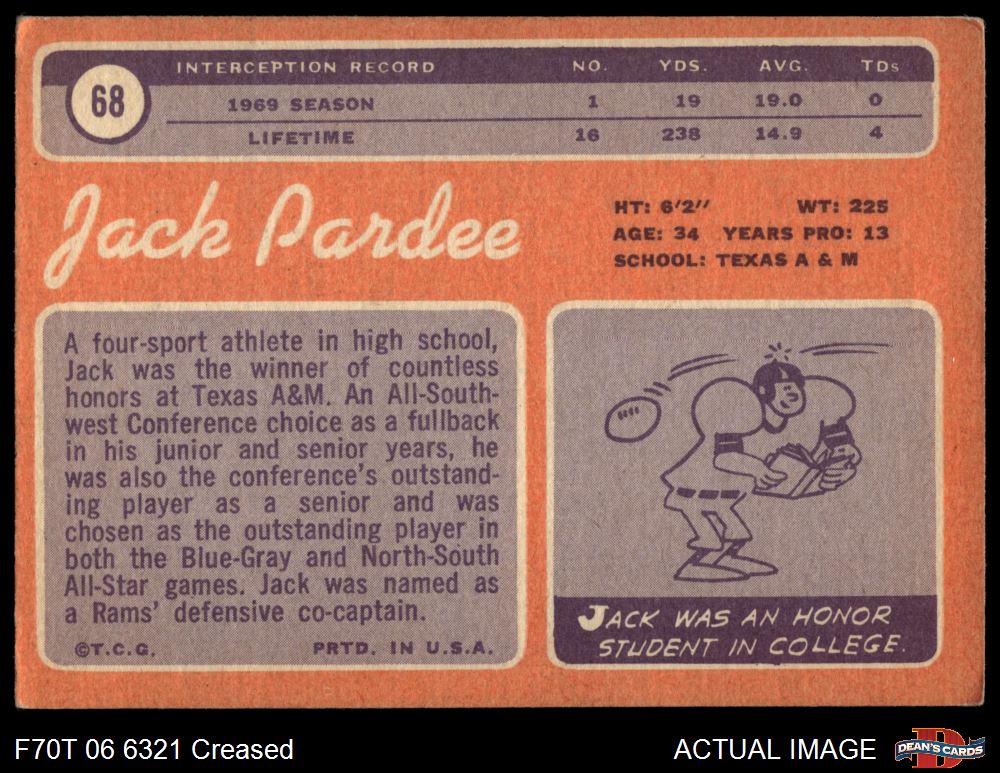 68
INTERCEPTION RECORD NO. YDS. AVG. TDs
1969 SEASON 1 19 19.0 0
LIFETIME 16 238 14.9 4
Jack Pardee
HT: 6'2" WT: 225
AGE: 34 YEARS PRO: 13
SCHOOL: TEXAS A & M
A four-sport athlete in high school,
Jack was the winner of countless
honors at Texas A&M. An All-South-
west Conference choice as a fullback
in his junior and senior years, he
was also the conference's outstand-
ing player as a senior and was
chosen as the outstanding player in
both the Blue-Gray and North-South
All-Star games. Jack was named as
a Rams' defensive co-captain.
©T.C.G. PRTD. IN U.S.A.
JACK WAS AN HONOR
STUDENT IN COLLEGE.
F70T 06 6321 Creased
ACTUAL IMAGE
D
DEAN'S CARDS